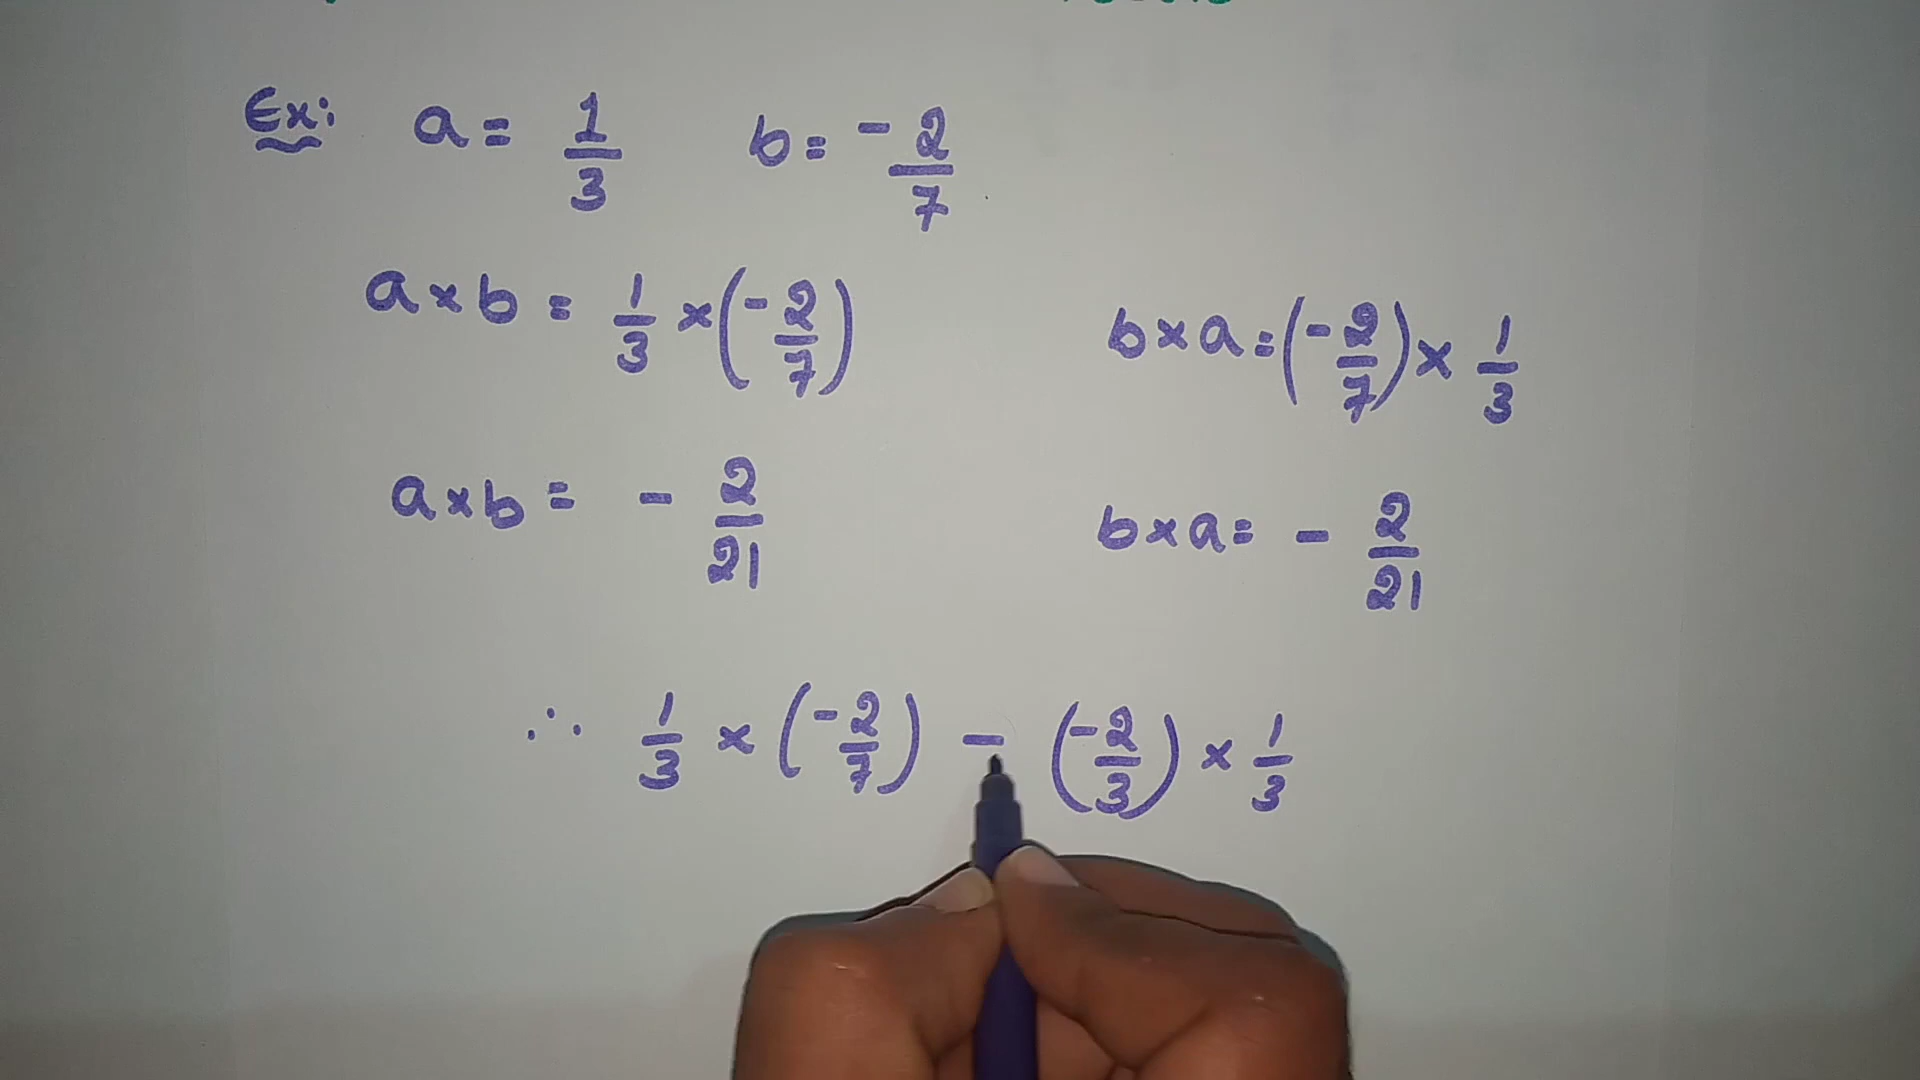 Ex: a = 1/3 b = -2/7
a × b = 1/3 × (-2/7) b × a = (-2/7) × 1/3
a × b = - 2/21 b × a = - 2/21
∴ 1/3 × (-2/7) - (-2/3) × 1/3